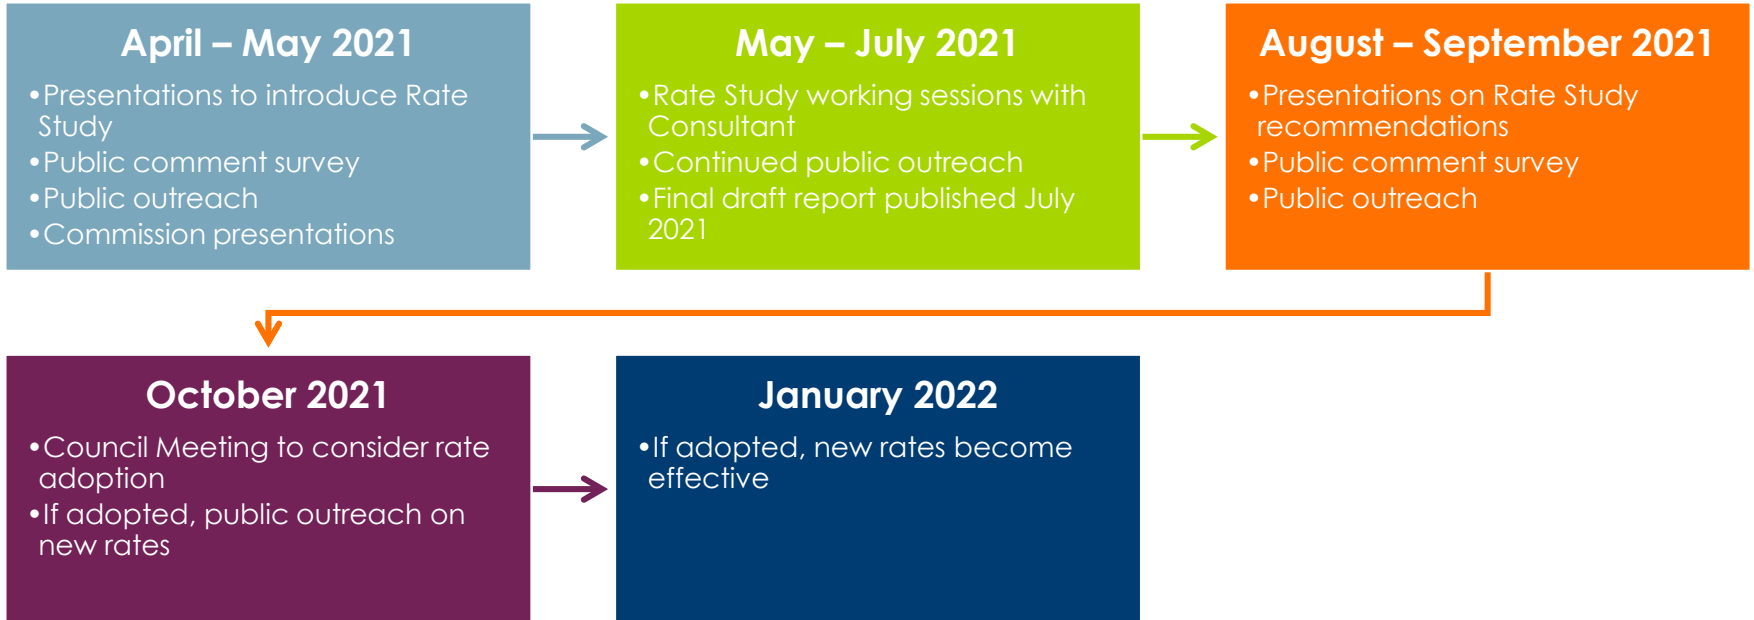 April – May 2021
•Presentations to introduce Rate
Study
•Public comment survey
•Public outreach
•Commission presentations
May – July 2021
•Rate Study working sessions with
Consultant
•Continued public outreach
•Final draft report published July
2021
August – September 2021
•Presentations on Rate Study
recommendations
•Public comment survey
•Public outreach
October 2021
•Council Meeting to consider rate
adoption
•If adopted, public outreach on
new rates
January 2022
•If adopted, new rates become
effective